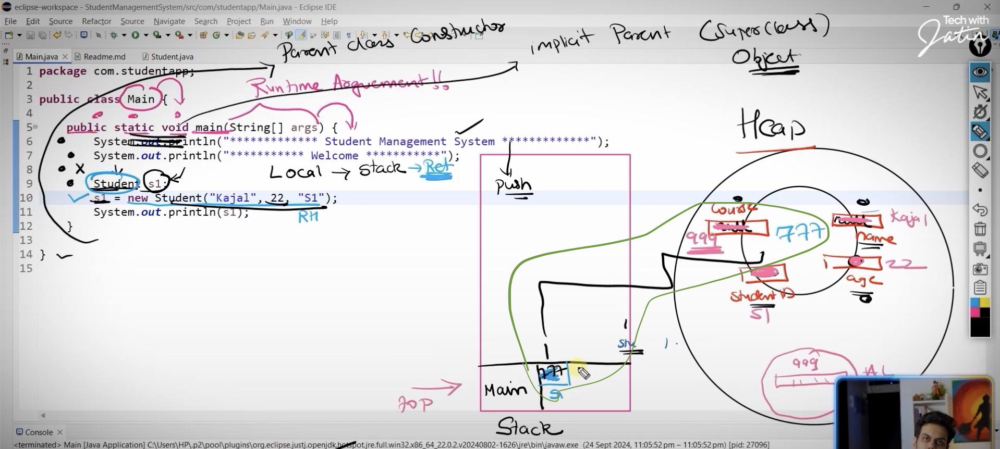 eclipse-workspace - StudentManagementSystem/src/com/studentapp/Main.java - Eclipse IDE
File Edit Source Refactor Source Navigate Search Project Run Window Help
Tech with
Jatin
Parent class Constructor
implicit Parent (Superclass)
Object
Main.java
Readme.md
Student.java
1 package com.studentapp;
2
Runtime Arguement!!
3 public class Main {
4
5 public static void main(String[] args) {
6 System.out.println("************* Student Management System *************");
7 System.out.println("*********** Welcome ***********");
8 X
Local → Stack → Ref
9 Student s1;
10 s1 = new Student("Kajal", 22, "S1");
11 System.out.println(s1);
RH
12 }
13
14 }
15
Heap
push
Course
999
777
Kajal
name
22
age
Student ID
S1
999
AL
777
Main
S1
TOP
Stack
Console
<terminated> Main [Java Application] C:\Users\HP\.p2\pool\plugins\org.eclipse.justj.openjdk.hotspot.jre.full.win32.x86_64_22.0.2.v20240802-1626\jre\bin\javaw.exe (24 Sept 2024, 11:05:52 pm – 11:05:52 pm) [pid: 27096]